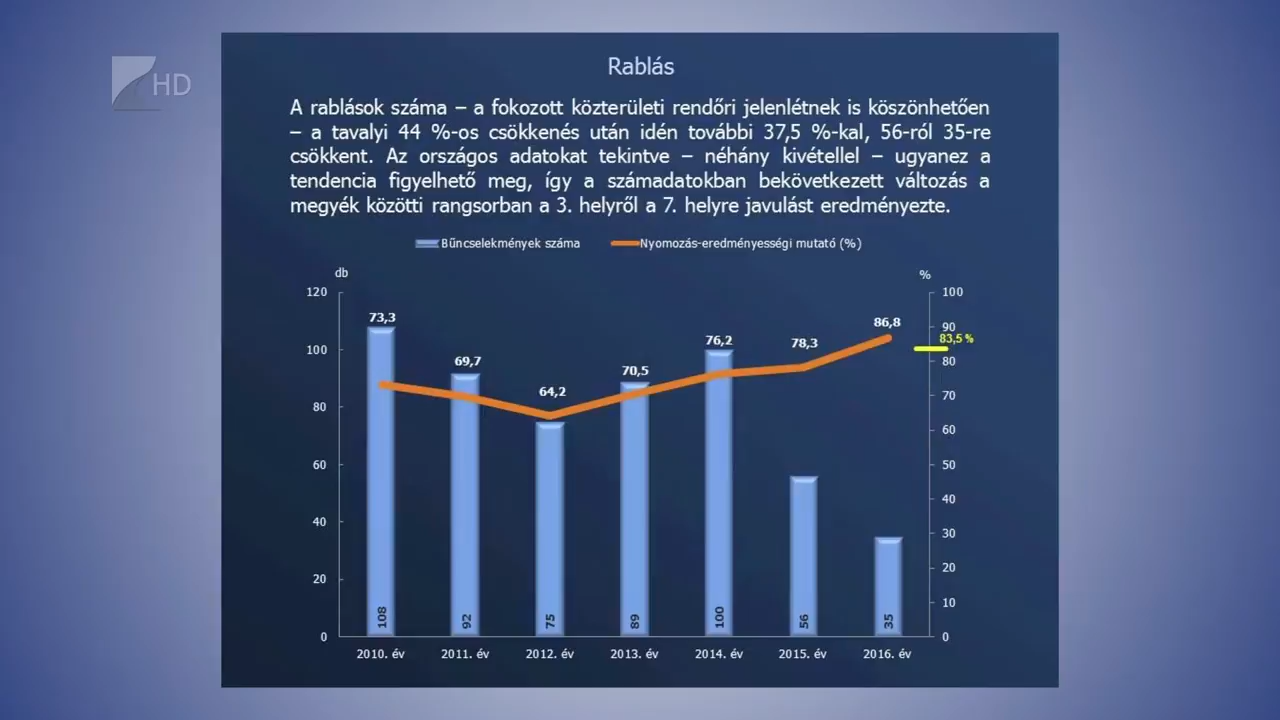 HD
Rablás
A rablások száma – a fokozott közterületi rendőri jelenlétnek is köszönhetően
– a tavalyi 44 %-os csökkenés után idén további 37,5 %-kal, 56-ról 35-re
csökkent. Az országos adatokat tekintve – néhány kivétellel – ugyanez a
tendencia figyelhető meg, így a számadatokban bekövetkezett változás a
megyék közötti rangsorban a 3. helyről a 7. helyre javulást eredményezte.
Bűncselekmények száma Nyomozás-eredményességi mutató (%)
db %
120 100
73,3 86,8
90
83,5 %
100 76,2 78,3 80
69,7 70,5
64,2 70
80 60
60 50
40
40 30
20 20
10
108 92 75 89 100 56 35
0 0
2010. év 2011. év 2012. év 2013. év 2014. év 2015. év 2016. év